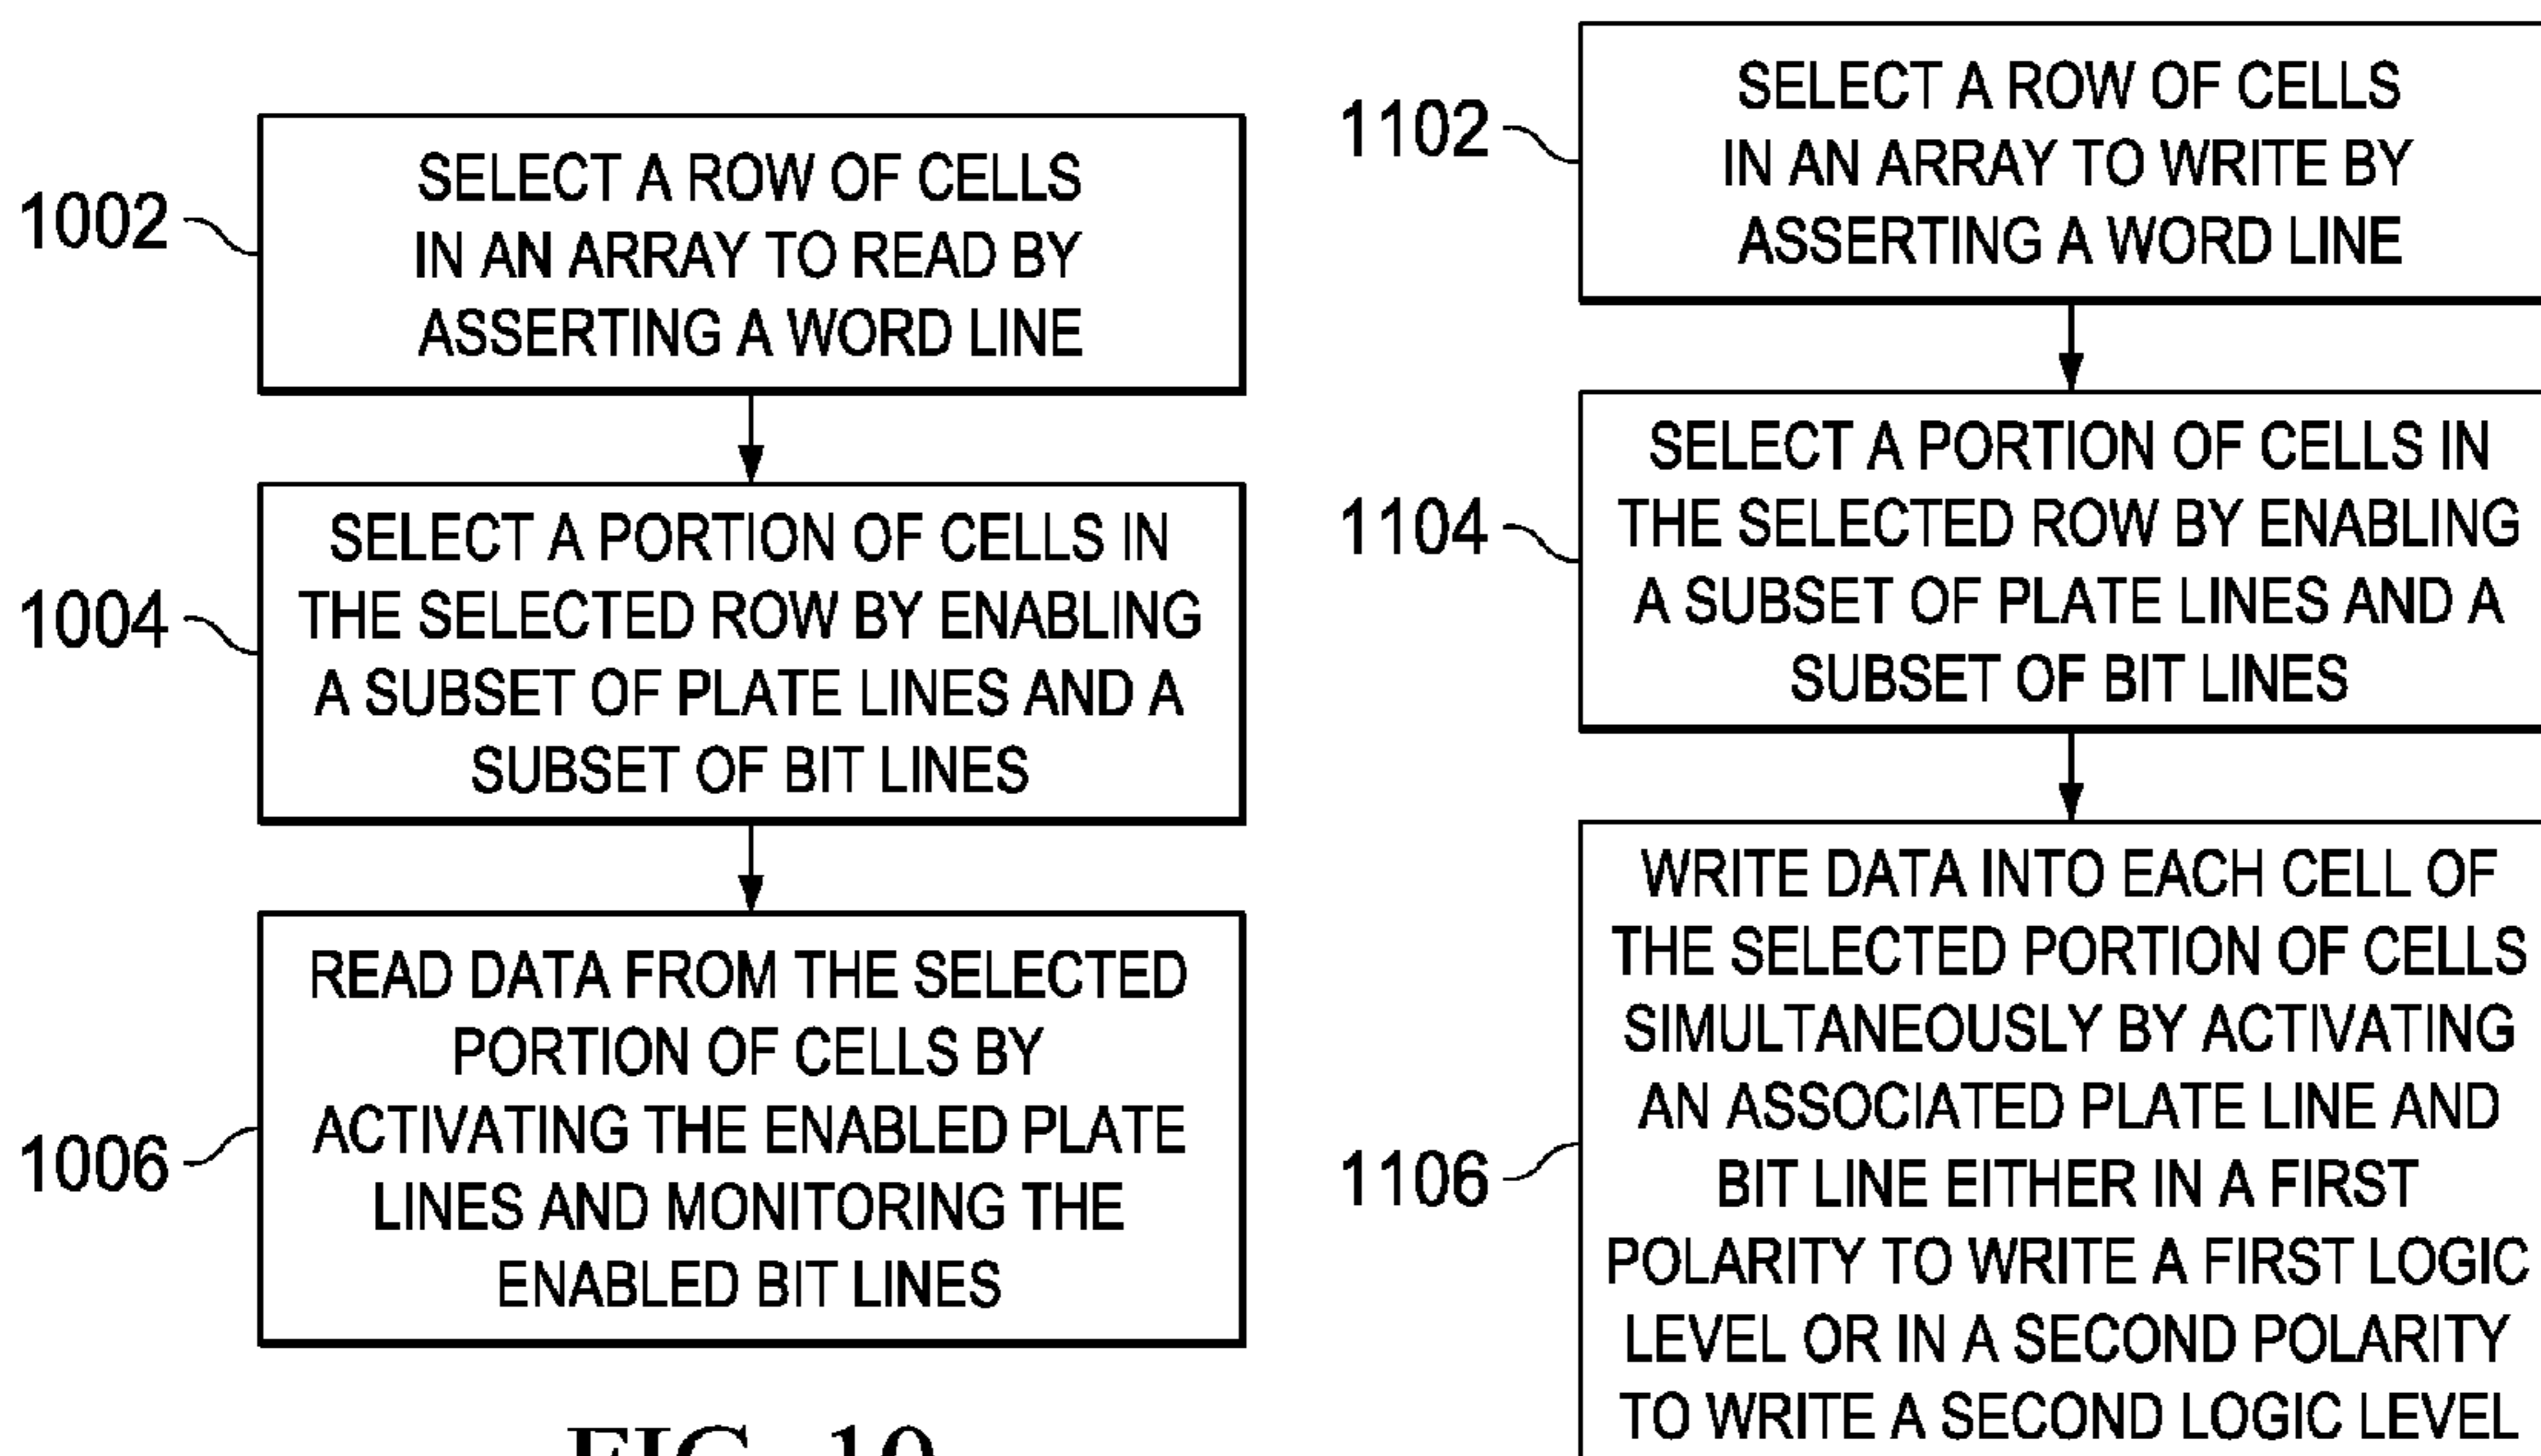 1002
SELECT A ROW OF CELLS
IN AN ARRAY TO READ BY
ASSERTING A WORD LINE
1004
SELECT A PORTION OF CELLS IN
THE SELECTED ROW BY ENABLING
A SUBSET OF PLATE LINES AND A
SUBSET OF BIT LINES
1006
READ DATA FROM THE SELECTED
PORTION OF CELLS BY
ACTIVATING THE ENABLED PLATE
LINES AND MONITORING THE
ENABLED BIT LINES
FIG. 10
1102
SELECT A ROW OF CELLS
IN AN ARRAY TO WRITE BY
ASSERTING A WORD LINE
1104
SELECT A PORTION OF CELLS IN
THE SELECTED ROW BY ENABLING
A SUBSET OF PLATE LINES AND A
SUBSET OF BIT LINES
1106
WRITE DATA INTO EACH CELL OF
THE SELECTED PORTION OF CELLS
SIMULTANEOUSLY BY ACTIVATING
AN ASSOCIATED PLATE LINE AND
BIT LINE EITHER IN A FIRST
POLARITY TO WRITE A FIRST LOGIC
LEVEL OR IN A SECOND POLARITY
TO WRITE A SECOND LOGIC LEVEL